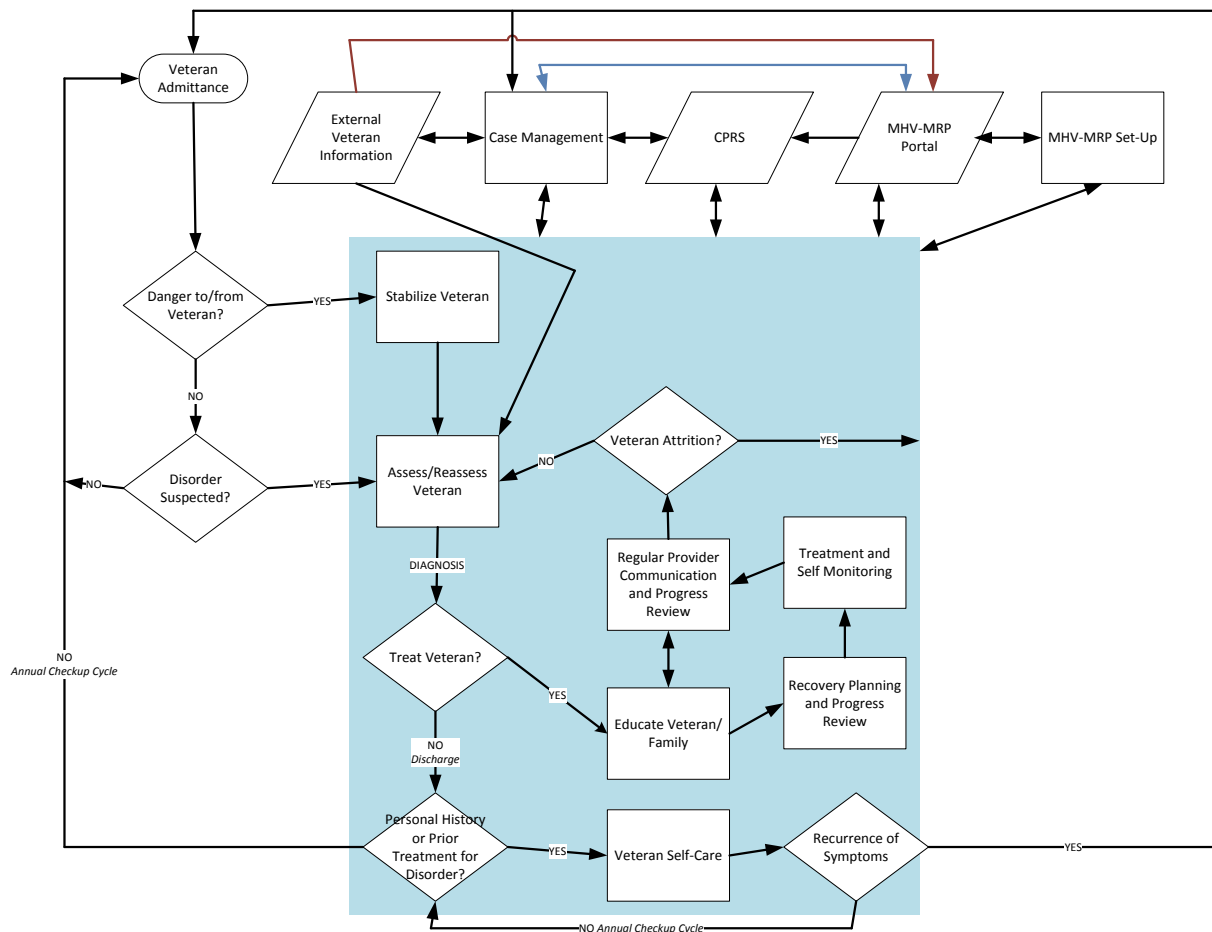 Veteran
Admittance
External
Veteran
Information
Case Management
CPRS
MHV-MRP
Portal
MHV-MRP Set-Up
Danger to/from
Veteran?
YES
Stabilize Veteran
NO
Disorder
Suspected?
NO
YES
Assess/Reassess
Veteran
NO
Veteran Attrition?
YES
DIAGNOSIS
Regular Provider
Communication
and Progress
Review
Treatment and
Self Monitoring
Treat Veteran?
YES
Educate Veteran/
Family
Recovery Planning
and Progress
Review
NO
Annual Checkup Cycle
NO
Discharge
Personal History
or Prior
Treatment for
Disorder?
YES
Veteran Self-Care
Recurrence of
Symptoms
YES
NO Annual Checkup Cycle